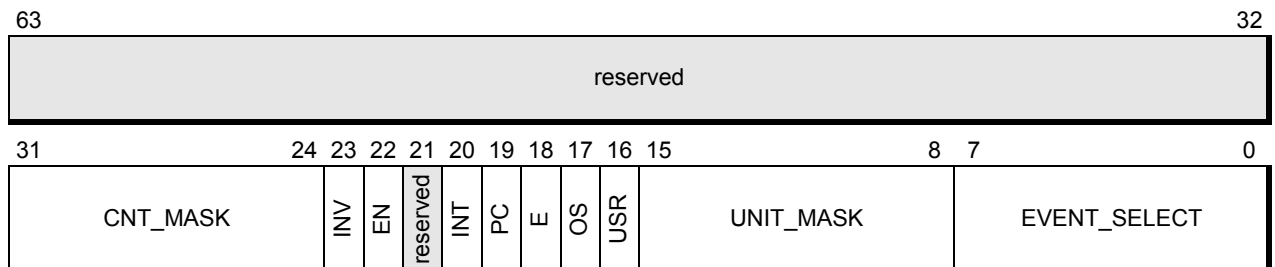 63 32
reserved
31 24 23 22 21 20 19 18 17 16 15 8 7 0
CNT_MASK INV EN reserved INT PC E OS USR UNIT_MASK EVENT_SELECT